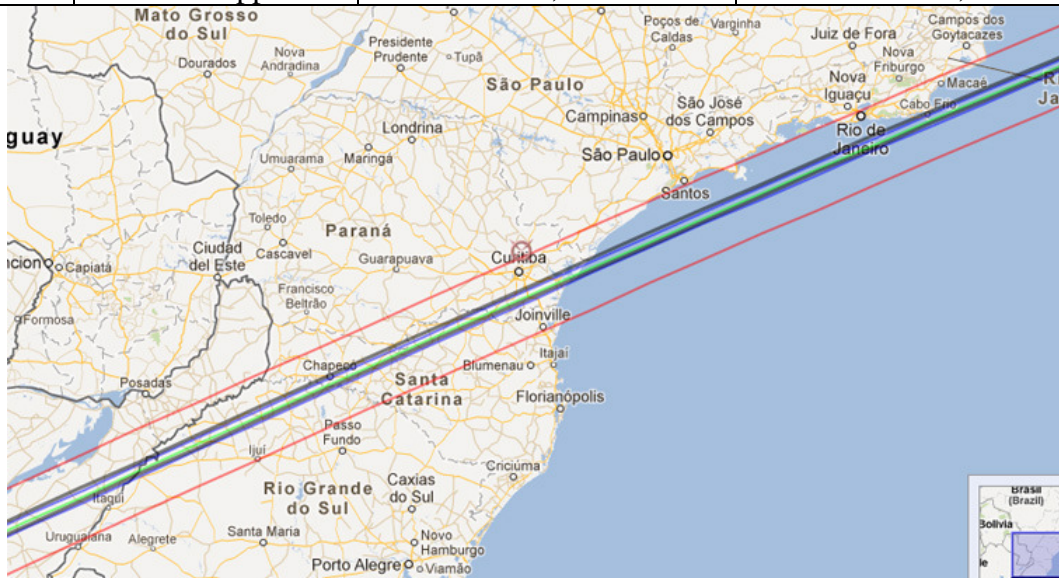 Mato Grosso
do Sul
Poços de
Caldas
Varginha
Campos dos
Goytacazes
Juiz de Fora
Presidente
Prudente
Tupã
Nova
Andradina
Dourados
Nova
Friburgo
Macaé
São Paulo
Nova
Iguaçu
Cabo Frio
São José
dos Campos
Campinas
Rio de
Janeiro
guay
Londrina
Maringá
Umuarama
São Paulo
Santos
Toledo
Cascavel
Paraná
Guarapuava
Curitiba
Ciudad
del Este
ncion
Capiatá
Francisco
Beltrão
Formosa
Joinville
Chapecó
Itajaí
Blumenau
Santa
Catarina
Florianópolis
Posadas
Passo
Fundo
Ijuí
Criciúma
Caxias
do Sul
Rio Grande
do Sul
Itaqui
Uruguaiana
Alegrete
Santa Maria
Novo
Hamburgo
Porto Alegre
Viamão
Brasil
(Brazil)
Bolivia